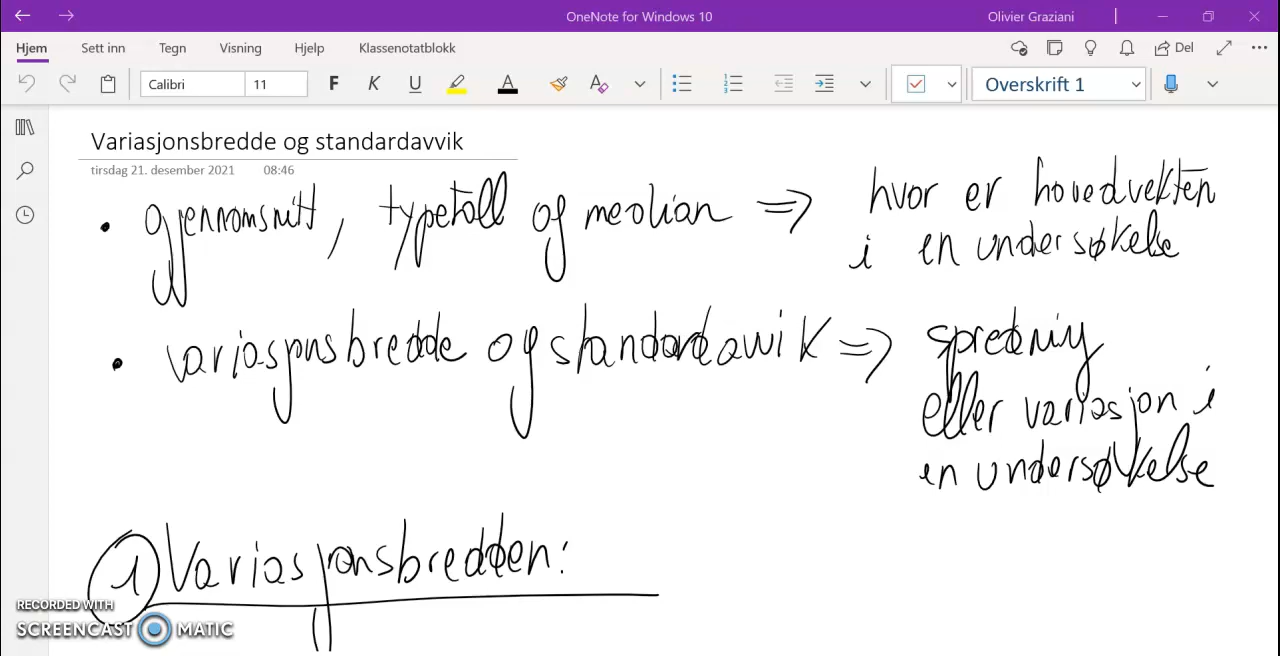 OneNote for Windows 10
Olivier Graziani
Hjem Sett inn Tegn Visning Hjelp Klassenotatblokk
Del
Calibri 11 F K U A A Overskrift 1
Variasjonsbredde og standardavvik
tirsdag 21. desember 2021 08:46
• gjennomsnitt, typetall og median => hvor er hovedvekten
i en undersøkelse
• variasjonsbredde og standardavvik => spredning
eller variasjon i
en undersøkelse
1) Variasjonsbredden:
RECORDED WITH
SCREENCAST MATIC